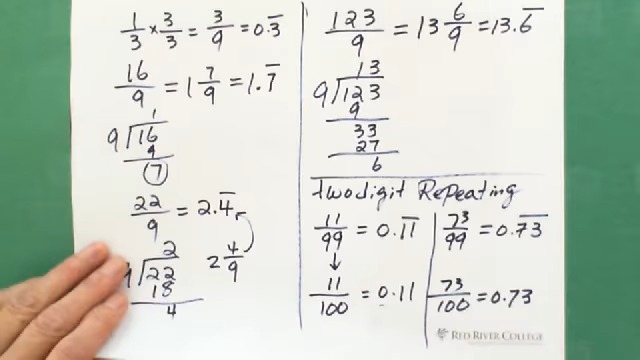 1/3 × 3/3 = 3/9 = 0.3̅
16/9 = 1 7/9 = 1.7̅
1
9√16
9
7
22/9 = 2.4̅
2 4/9
2
9√22
18
4
123/9 = 13 6/9 = 13.6̅
13
9√123
9
33
27
6
Two digit Repeating
11/99 = 0.1̅1̅
↓
11/100 = 0.11
73/99 = 0.7̅3̅
73/100 = 0.73
RED RIVER COLLEGE